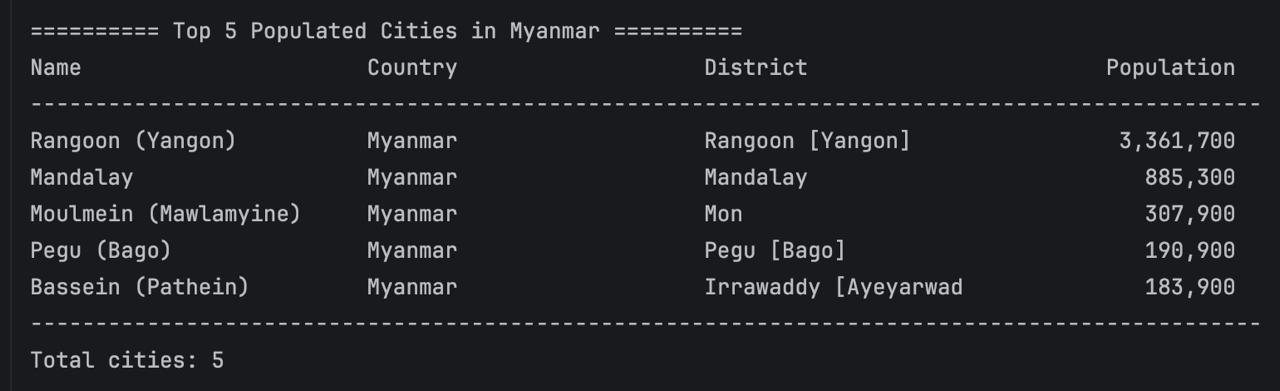 ========== Top 5 Populated Cities in Myanmar ==========
Name                      Country                   District                       Population
-----------------------------------------------------------------------------------------------
Rangoon (Yangon)          Myanmar                   Rangoon [Yangon]                3,361,700
Mandalay                  Myanmar                   Mandalay                          885,300
Moulmein (Mawlamyine)     Myanmar                   Mon                               307,900
Pegu (Bago)               Myanmar                   Pegu [Bago]                       190,900
Bassein (Pathein)         Myanmar                   Irrawaddy [Ayeyarwad              183,900
-----------------------------------------------------------------------------------------------
Total cities: 5